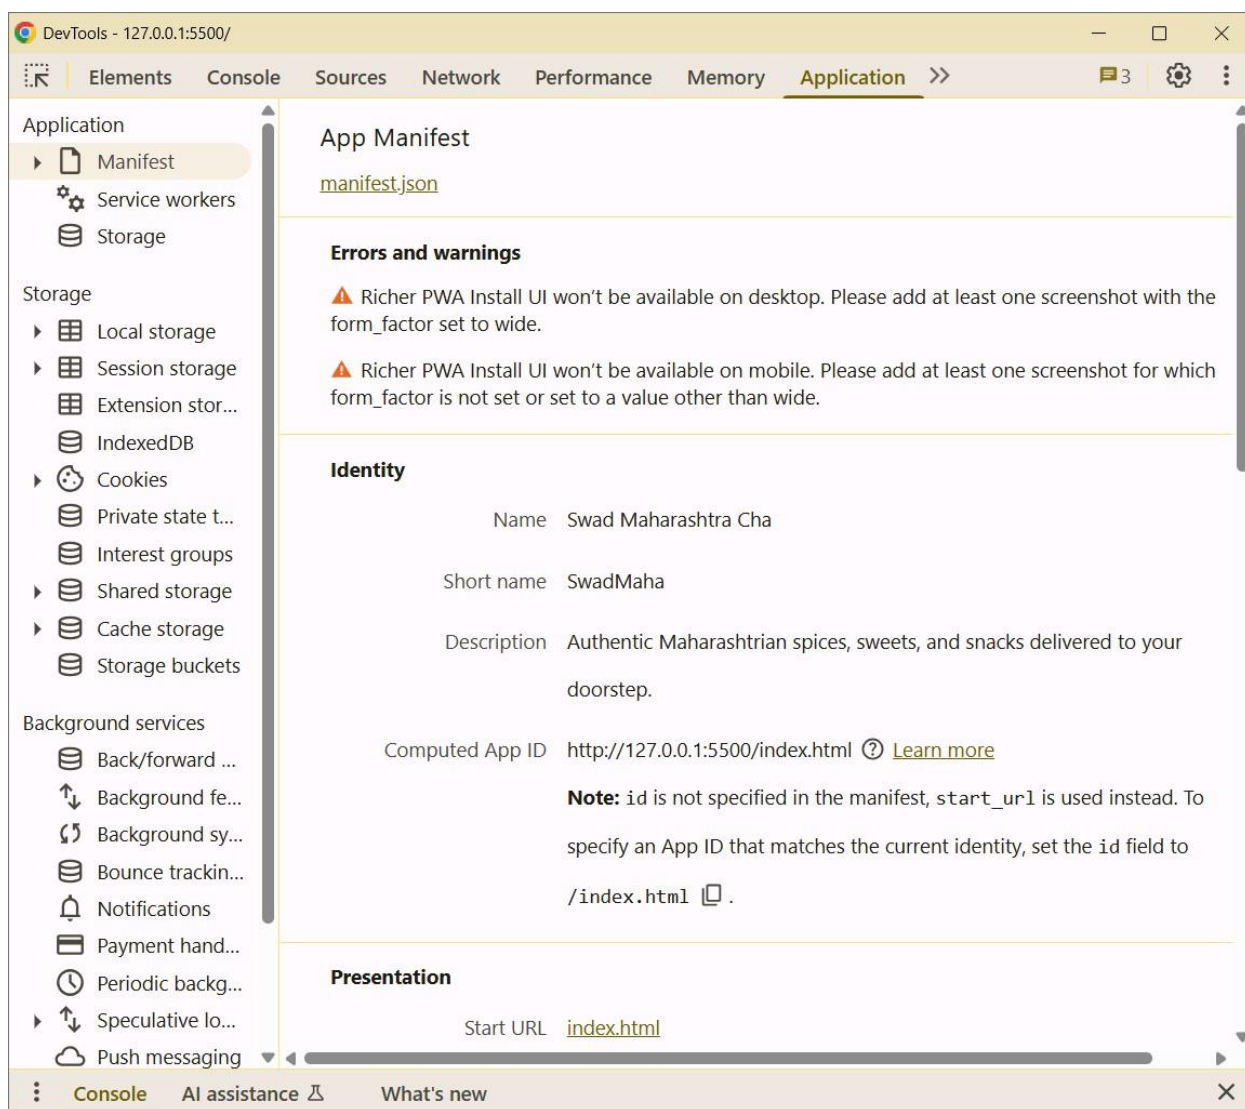 DevTools - 127.0.0.1:5500/
Elements Console Sources Network Performance Memory Application 3
Application
Manifest
Service workers
Storage
Storage
Local storage
Session storage
Extension stor...
IndexedDB
Cookies
Private state t...
Interest groups
Shared storage
Cache storage
Storage buckets
Background services
Back/forward ...
Background fe...
Background sy...
Bounce trackin...
Notifications
Payment hand...
Periodic backg...
Speculative lo...
Push messaging
App Manifest
manifest.json
Errors and warnings
Richer PWA Install UI won’t be available on desktop. Please add at least one screenshot with the
form_factor set to wide.
Richer PWA Install UI won’t be available on mobile. Please add at least one screenshot for which
form_factor is not set or set to a value other than wide.
Identity
Name Swad Maharashtra Cha
Short name SwadMaha
Description Authentic Maharashtrian spices, sweets, and snacks delivered to your
doorstep.
Computed App ID http://127.0.0.1:5500/index.html Learn more
Note: id is not specified in the manifest, start_url is used instead. To
specify an App ID that matches the current identity, set the id field to
/index.html .
Presentation
Start URL index.html
Console AI assistance What's new